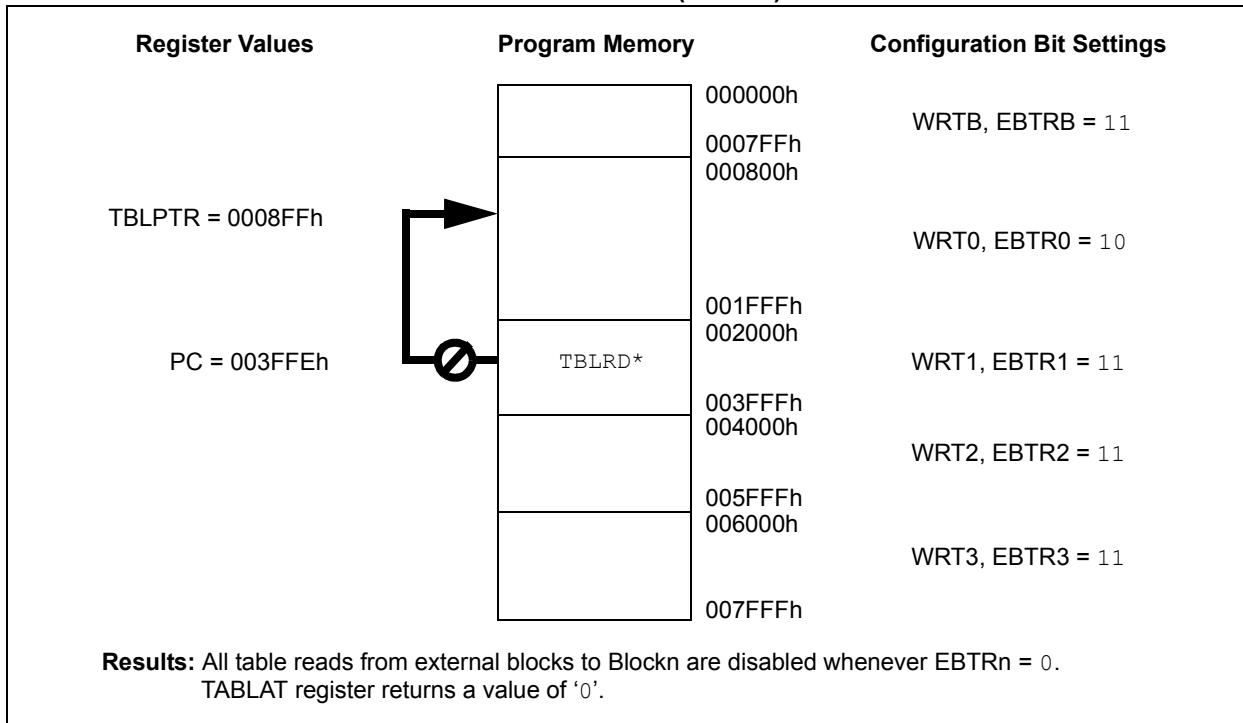 Register Values Program Memory Configuration Bit Settings
000000h
WRTB, EBTRB = 11
0007FFh
000800h
TBLPTR = 0008FFh
WRT0, EBTR0 = 10
001FFFh
002000h
PC = 003FFEh TBLRD* WRT1, EBTR1 = 11
003FFFh
004000h
WRT2, EBTR2 = 11
005FFFh
006000h
WRT3, EBTR3 = 11
007FFFh
Results: All table reads from external blocks to Blockn are disabled whenever EBTRn = 0.
TABLAT register returns a value of ‘0’.